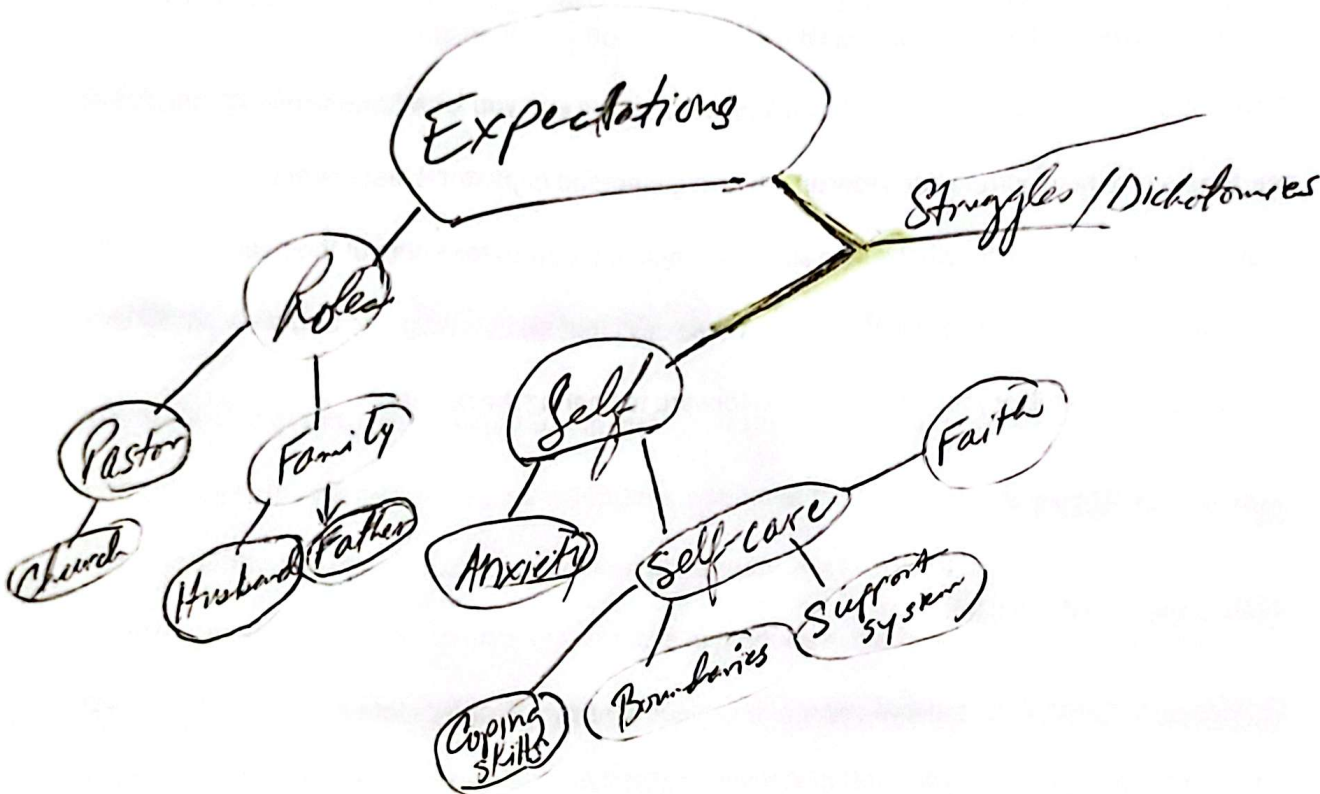 Expectations
Struggles/Dichotomies
Roles
Self
Faith
Pastor
Family
Self-care
Church
Husband
Father
Anxiety
Support
system
Boundaries
Coping
skills